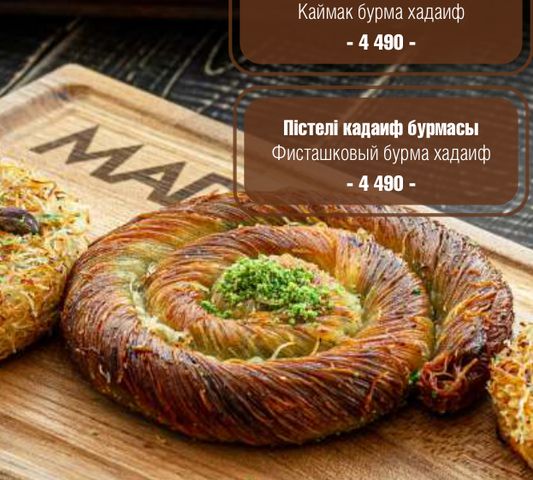 Каймак бурма хадаиф
- 4 490 -
Пістелі кадаиф бурмасы
Фисташковый бурма хадаиф
- 4 490 -